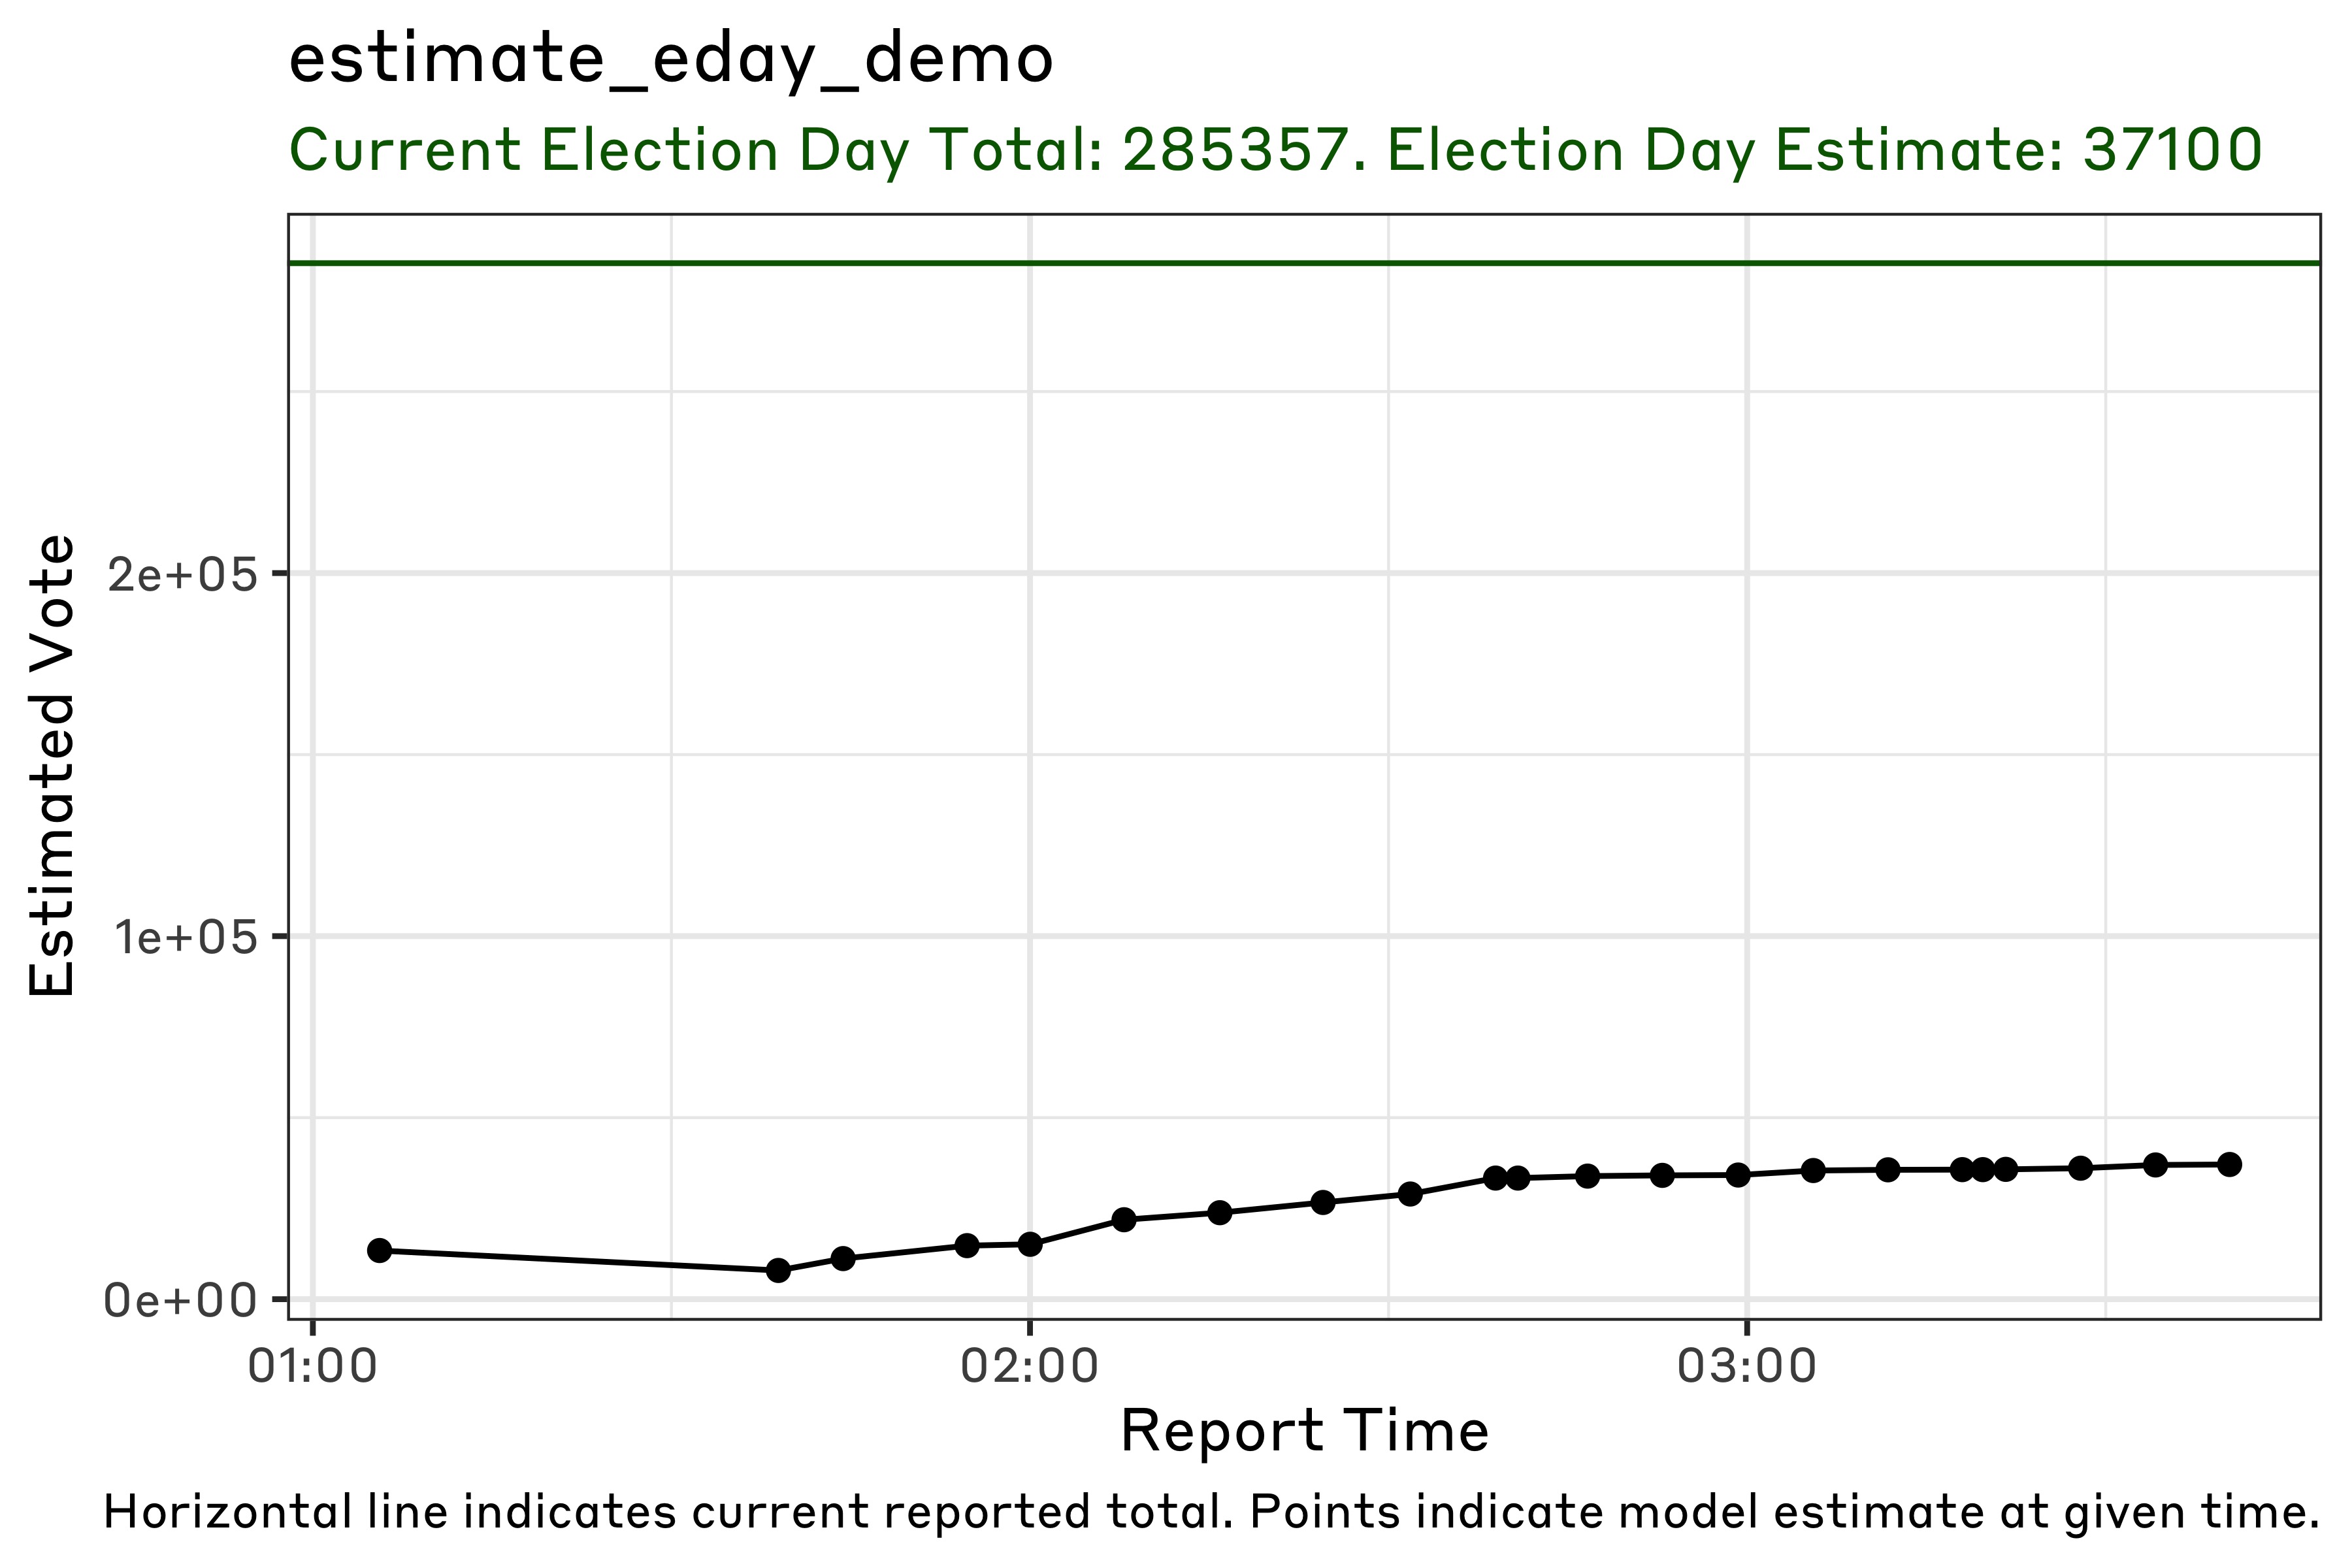 estimate_eday_demo
Current Election Day Total: 285357. Election Day Estimate: 37100
Estimated Vote
2e+05
1e+05
0e+00
01:00 02:00 03:00
Report Time
Horizontal line indicates current reported total. Points indicate model estimate at given time.